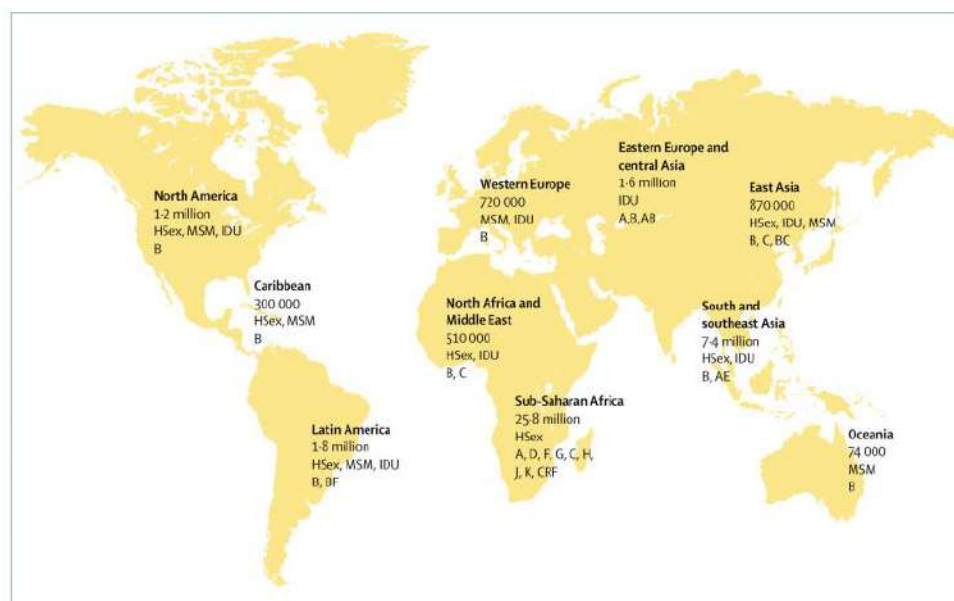 North America
1·2 million
HSex, MSM, IDU
B
Caribbean
300 000
HSex, MSM
B
Latin America
1·8 million
HSex, MSM, IDU
B, BF
Western Europe
720 000
MSM, IDU
B
North Africa and
Middle East
510 000
HSex, IDU
B, C
Sub-Saharan Africa
25·8 million
HSex
A, D, F, G, C, H,
J, K, CRF
Eastern Europe and
central Asia
1·6 million
IDU
A,B,AB
East Asia
870 000
HSex, IDU, MSM
B, C, BC
South and
southeast Asia
7·4 million
HSex, IDU
B, AE
Oceania
74 000
MSM
B